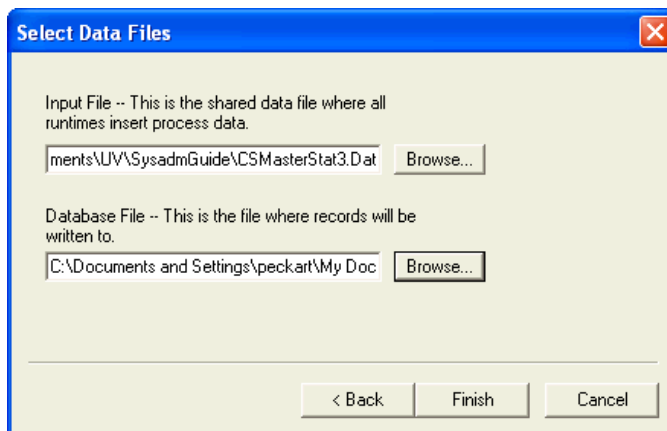 Select Data Files
Input File -- This is the shared data file where all
runtimes insert process data.
ments\UV\SysadmGuide\CSMasterStat3.Dat
Browse...
Database File -- This is the file where records will be
written to.
C:\Documents and Settings\peckart\My Doc
Browse...
< Back
Finish
Cancel